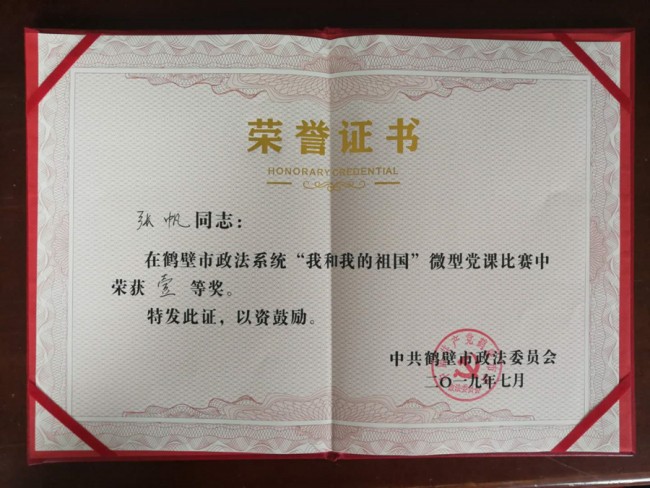 荣誉证书
HONORARY CREDENTIAL
张帆同志：
在鹤壁市政法系统“我和我的祖国”微型党课比赛中
荣获 壹 等奖。
特发此证，以资鼓励。
中共鹤壁市政法委员会
二〇一九年七月